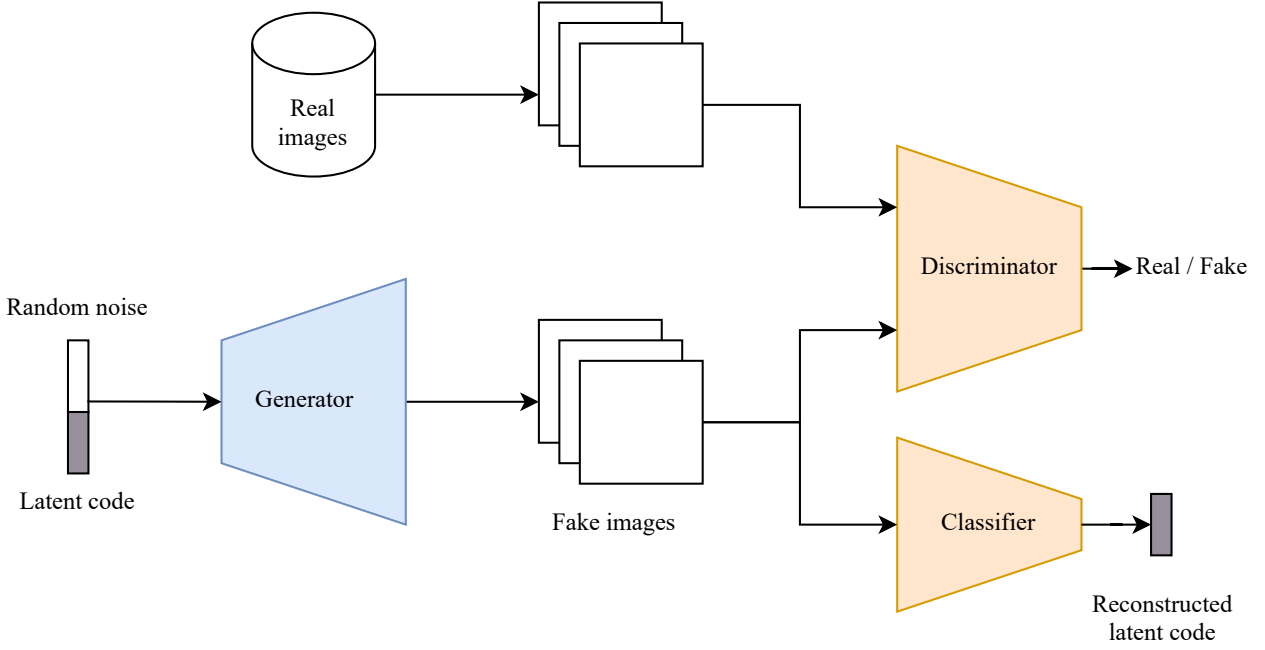 Real
images
Discriminator
Real / Fake
Random noise
Generator
Latent code
Fake images
Classifier
Reconstructed
latent code